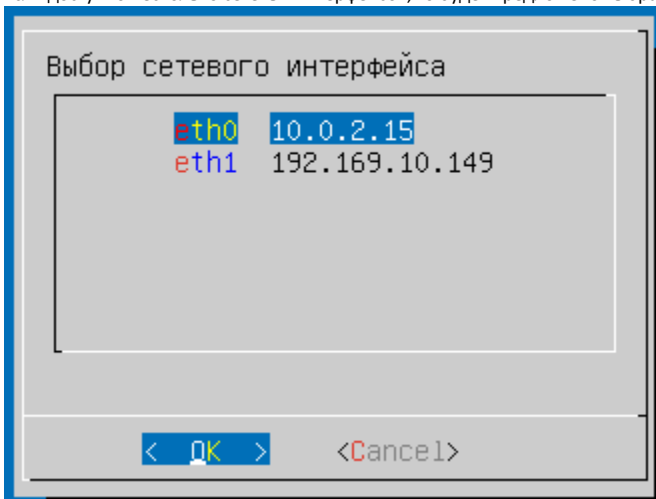 Выбор сетевого интерфейса
eth0 10.0.2.15
eth1 192.169.10.149
< OK > <Cancel>